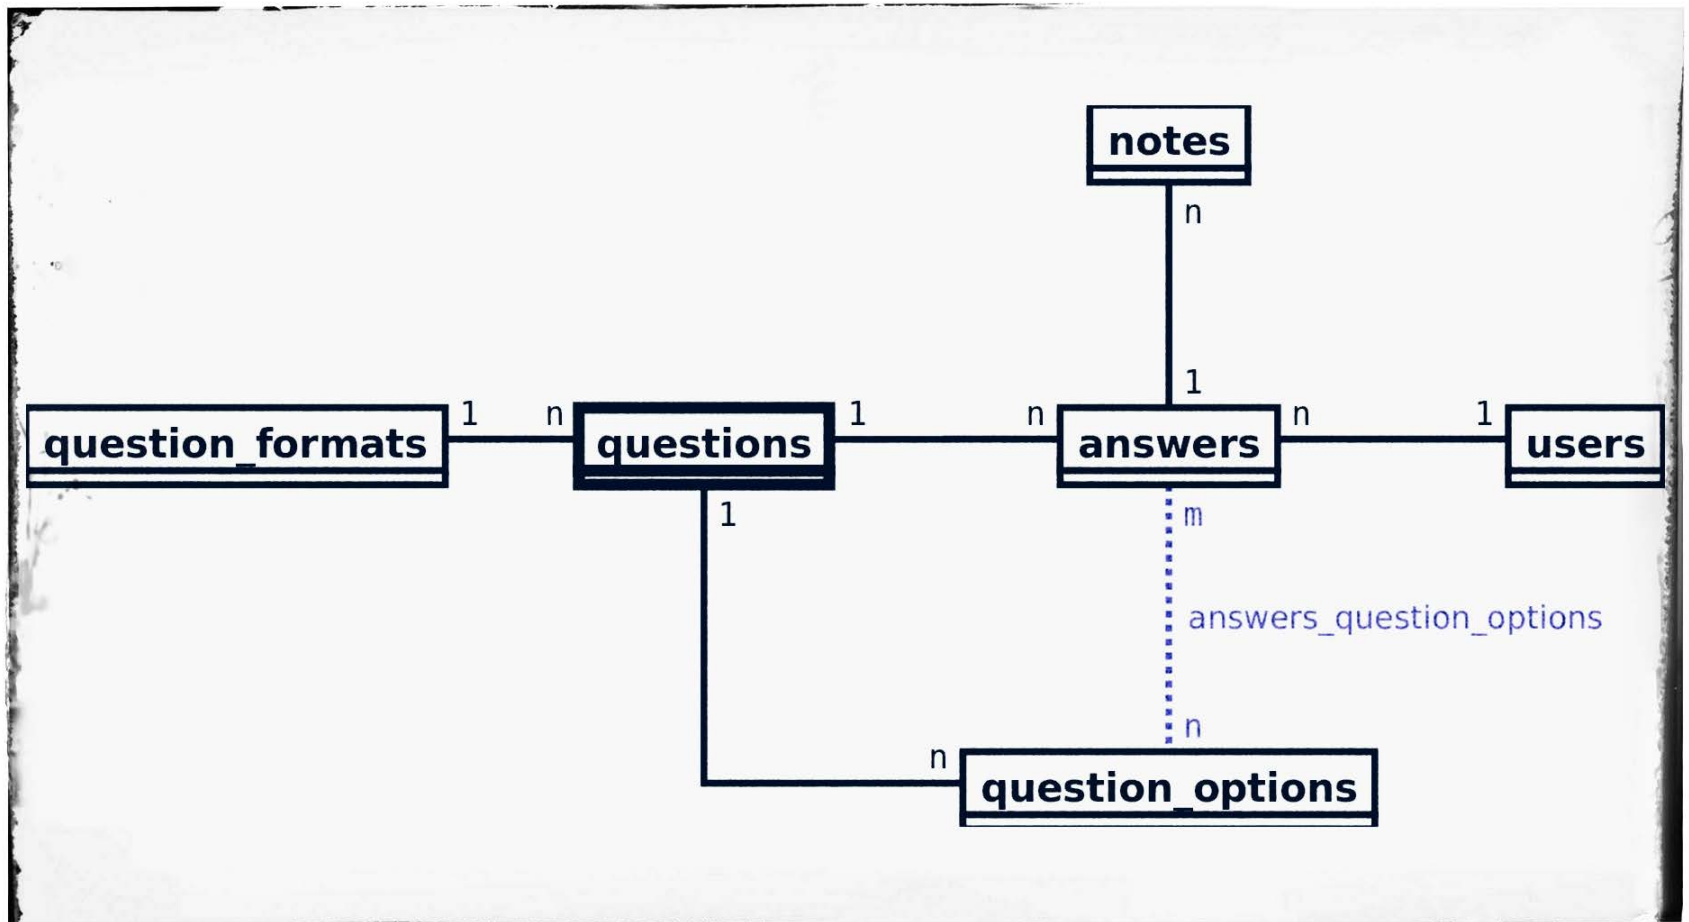 notes
n
1
question_formats
1
n
questions
1
n
answers
n
1
users
1
m
answers_question_options
n
n
question_options